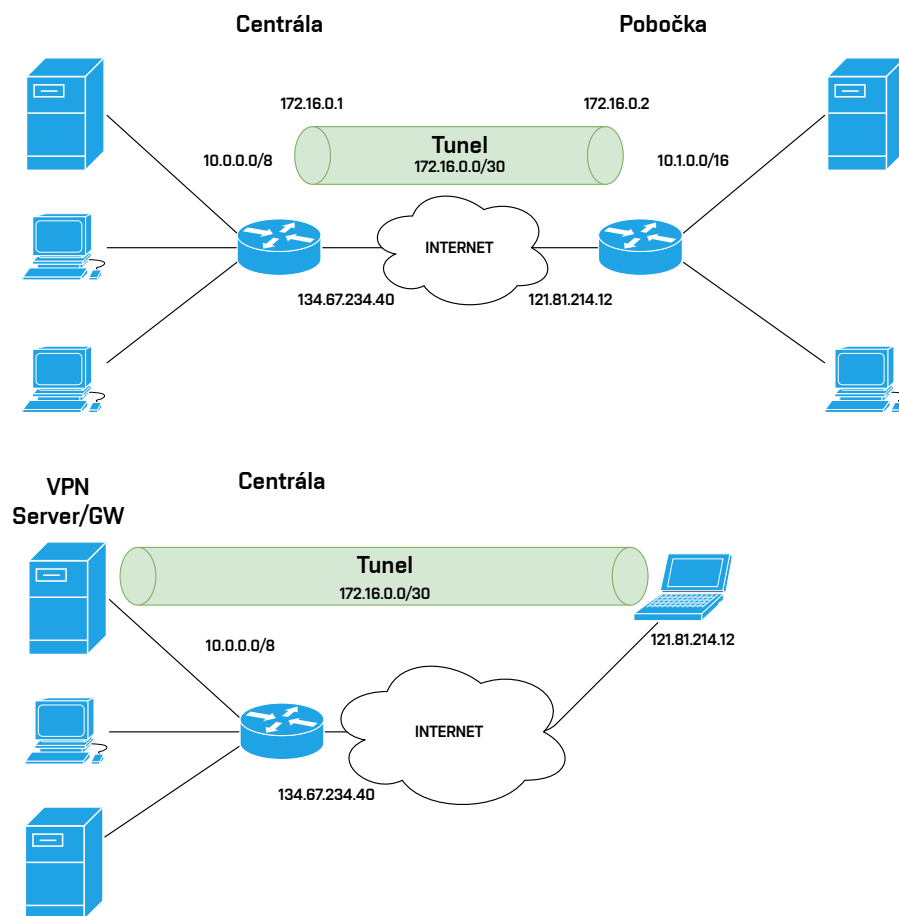 Centrála
Pobočka
172.16.0.1
172.16.0.2
Tunel
172.16.0.0/30
10.0.0.0/8
10.1.0.0/16
INTERNET
134.67.234.40
121.81.214.12
VPN
Server/GW
Centrála
Tunel
172.16.0.0/30
121.81.214.12
10.0.0.0/8
INTERNET
134.67.234.40